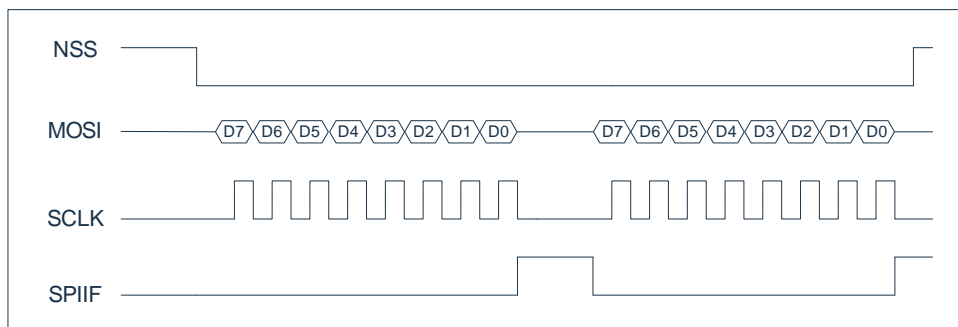 NSS
MOSI D7 D6 D5 D4 D3 D2 D1 D0 D7 D6 D5 D4 D3 D2 D1 D0
SCLK
SPIIF